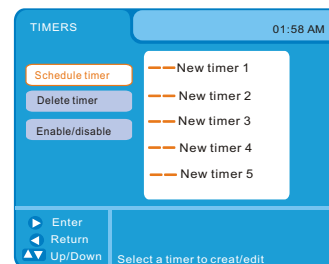 TIMERS
01:58 AM
Schedule timer
Delete timer
Enable/disable
New timer 1
New timer 2
New timer 3
New timer 4
New timer 5
Enter
Return
Up/Down
Select a timer to creat/edit